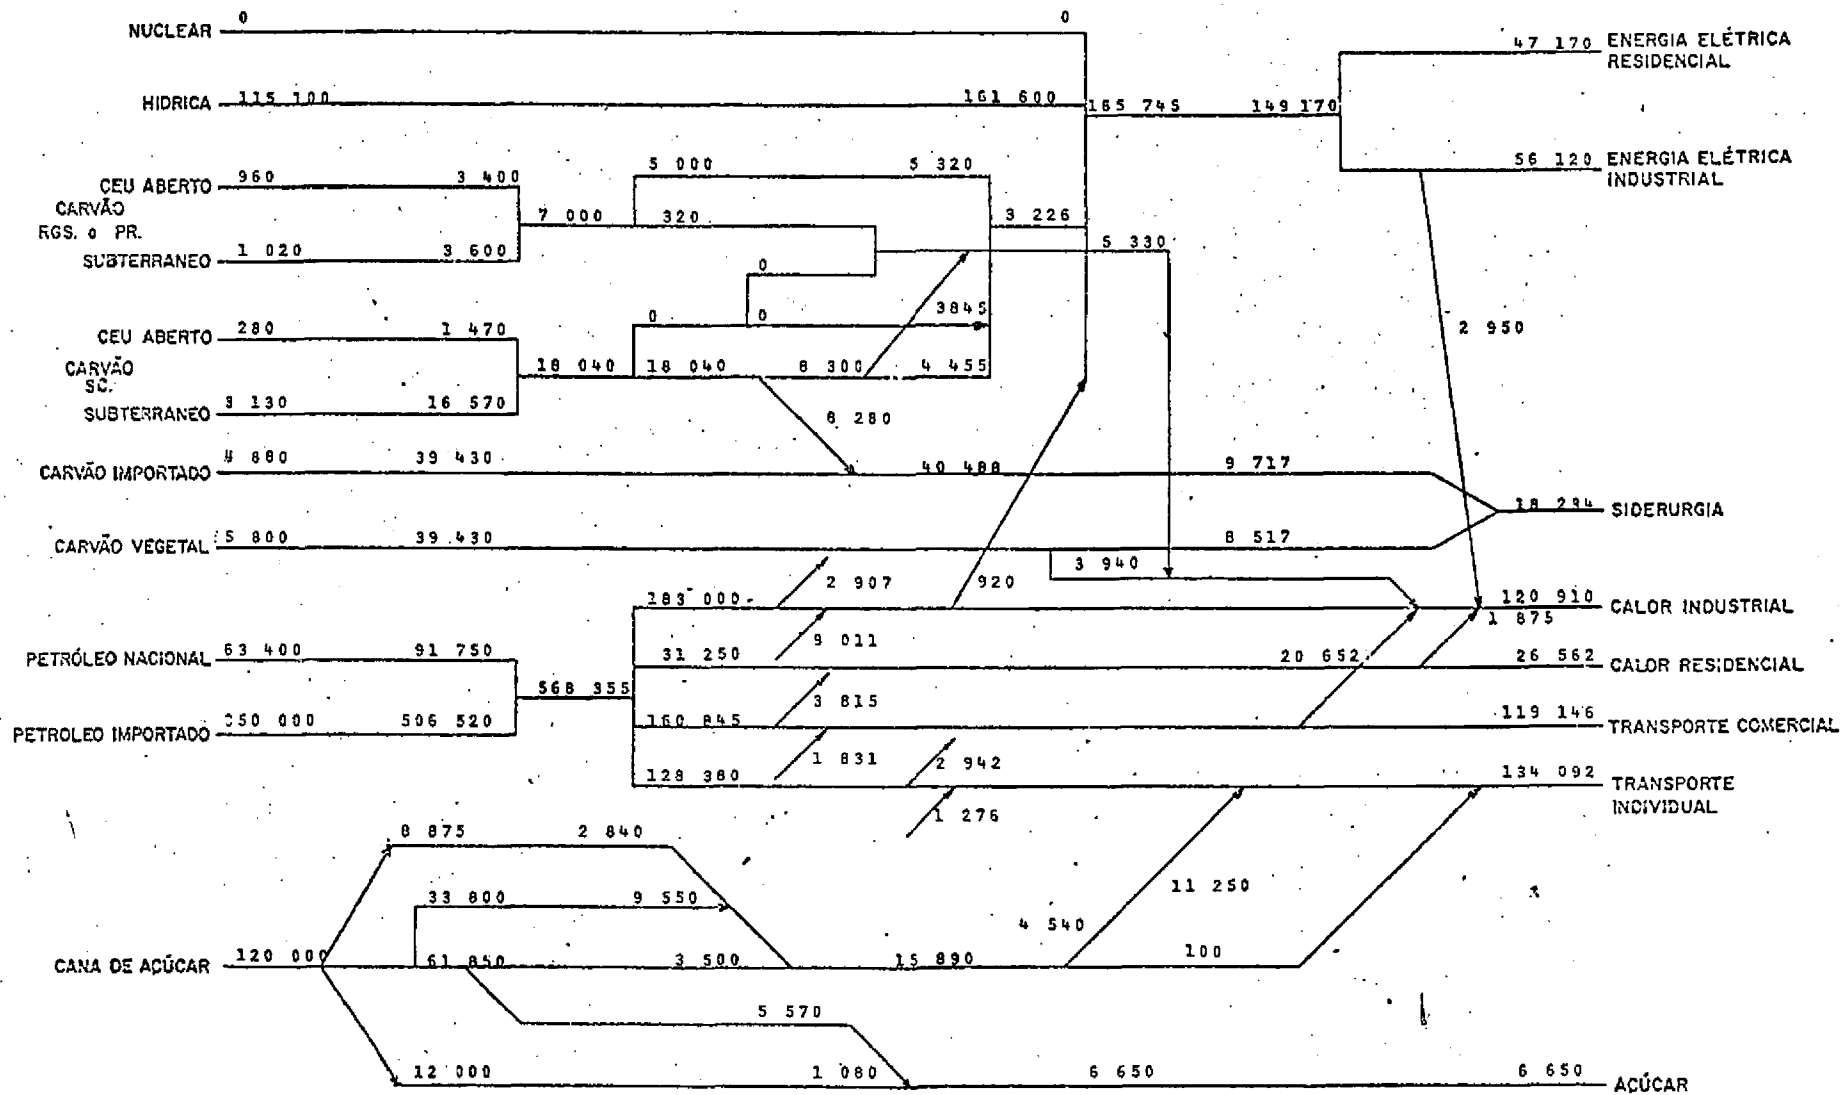 0 0
NUCLEAR
47 170 ENERGIA ELÉTRICA
RESIDENCIAL
HIDRICA 115 100 161 600 165 745 149 170
5 000 5 320
56 120 ENERGIA ELÉTRICA
INDUSTRIAL
CEU ABERTO 960 3 400
CARVÃO
RGS. e PR.
7 000 320 3 226
SUBTERRANEO 1 020 3 600
5 330
0
3845
CEU ABERTO 280 1 470
0 0
2 950
CARVÃO
SC.
18 040 18 040 8 300 4 455
SUBTERRANEO 3 130 16 570
8 280
CARVÃO IMPORTADO 4 880 39 430 40 488 9 717
18 234 SIDERURGIA
CARVÃO VEGETAL 5 800 39 430 8 517
3 940
2 907 920
183 000
120 910 CALOR INDUSTRIAL
1 875
9 011
PETRÓLEO NACIONAL 63 400 91 750
31 250 20 652 26 562 CALOR RESIDENCIAL
568 355
3 815
PETROLEO IMPORTADO 350 000 506 520
160 845 119 146 TRANSPORTE COMERCIAL
1 831 2 942
128 380 134 092 TRANSPORTE
INDIVIDUAL
1 276
8 875 2 840
11 250
33 800 9 550
4 540
CANA DE AÇÚCAR 120 000 61 850 3 500 15 890 100
5 570
12 000 1 080 6 650 6 650 AÇÚCAR